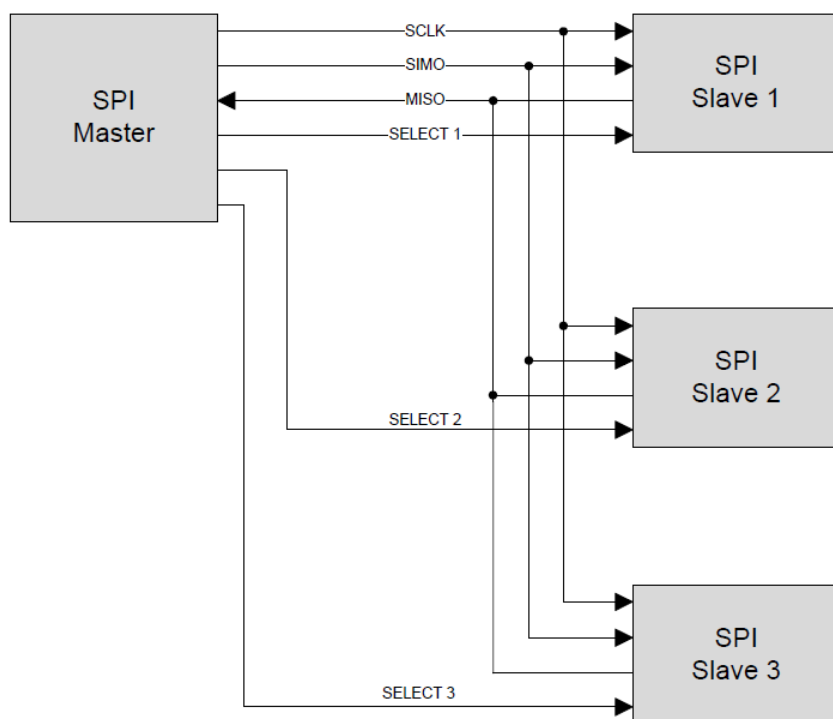 SCLK
SIMO
MISO
SELECT 1
SPI
Master
SPI
Slave 1
SPI
Slave 2
SELECT 2
SPI
Slave 3
SELECT 3